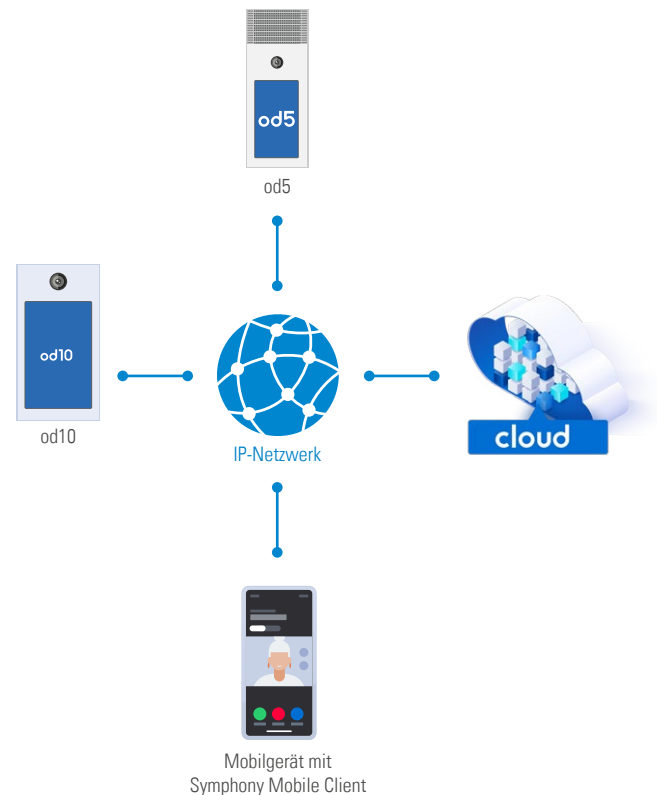 od5
od5
od10
od10
cloud
IP-Netzwerk
Mobilgerät mit
Symphony Mobile Client